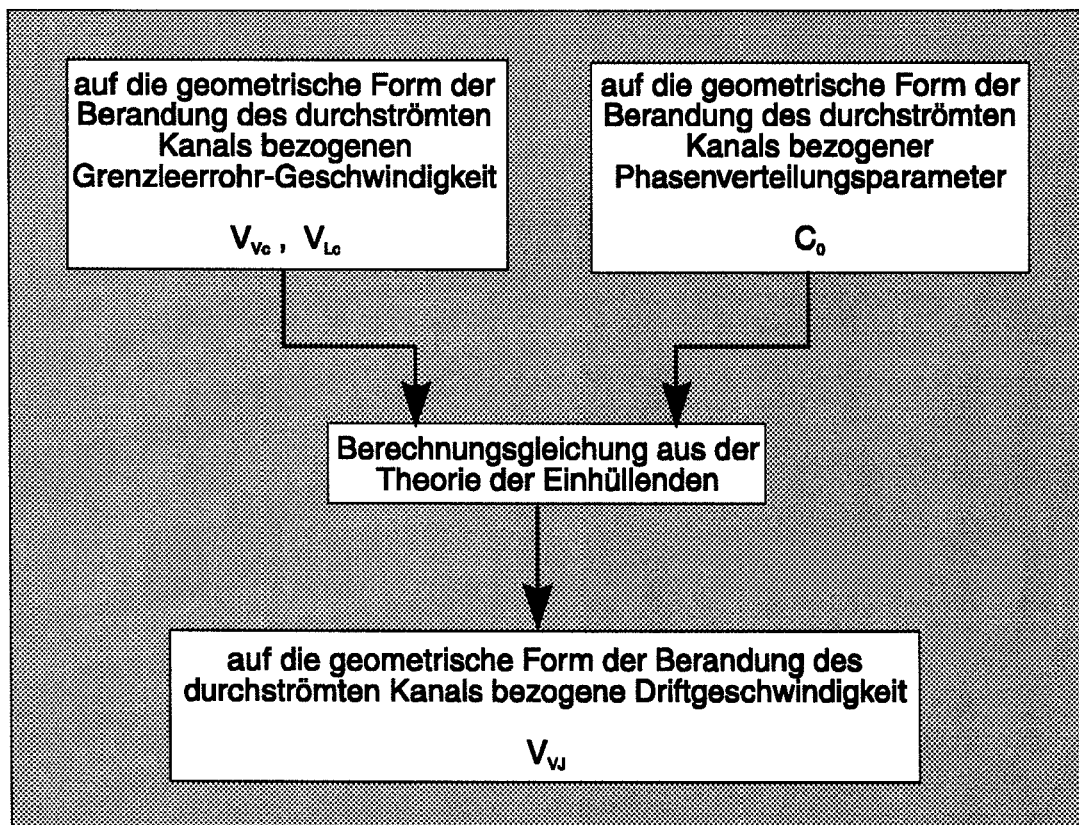 auf die geometrische Form der
Berandung des durchströmten
Kanals bezogenen
Grenzleerrohr-Geschwindigkeit
V_Vc , V_Lc
auf die geometrische Form der
Berandung des durchströmten
Kanals bezogener
Phasenverteilungsparameter
C_0
Berechnungsgleichung aus der
Theorie der Einhüllenden
auf die geometrische Form der Berandung des
durchströmten Kanals bezogene Driftgeschwindigkeit
V_VJ